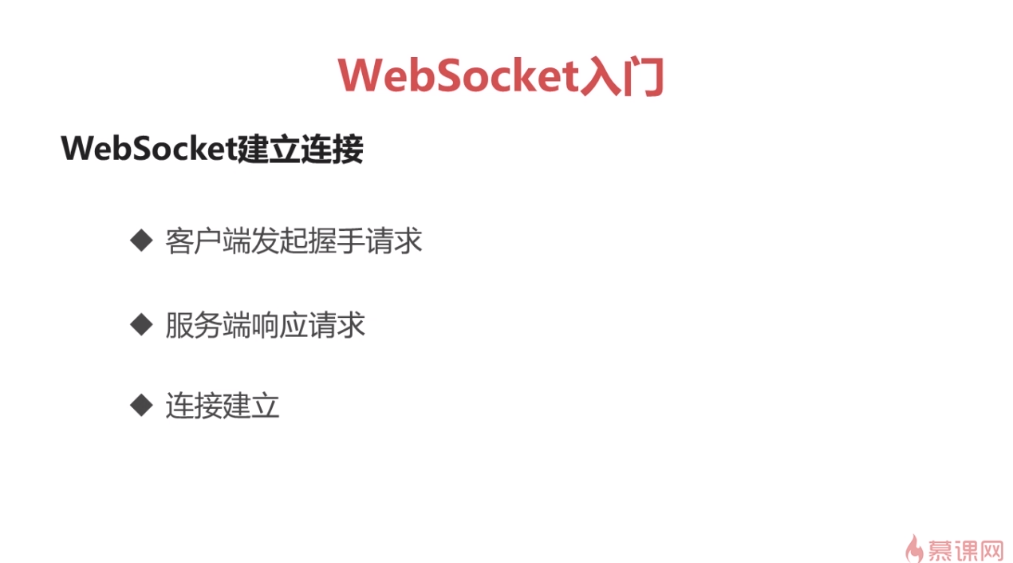 WebSocket入门
WebSocket建立连接
◆ 客户端发起握手请求
◆ 服务端响应请求
◆ 连接建立
慕课网